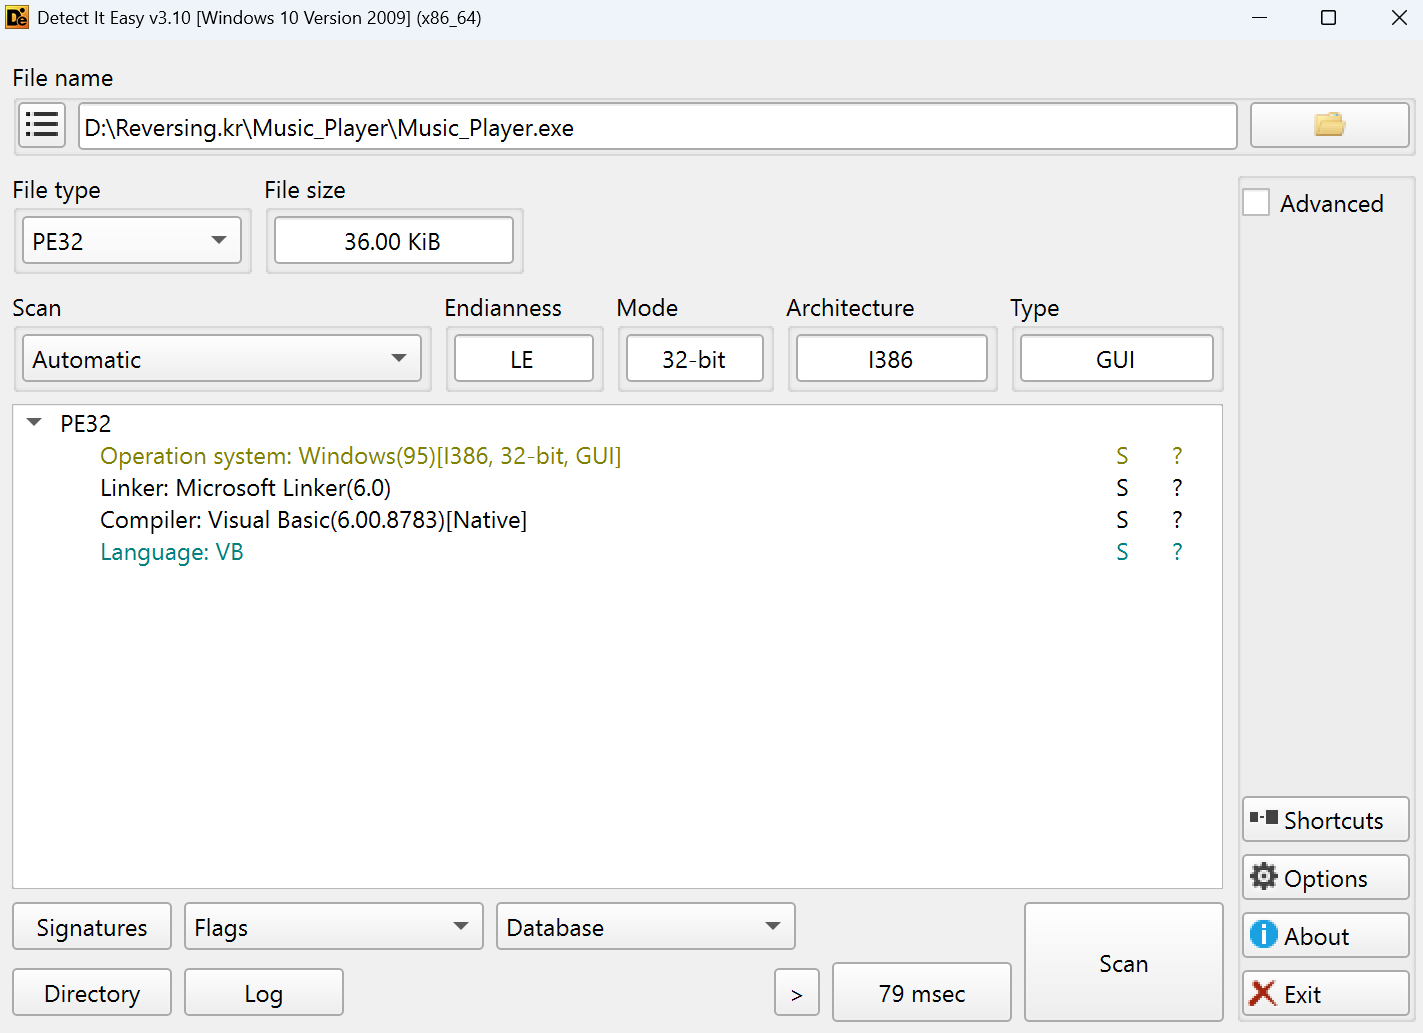 Detect It Easy v3.10 [Windows 10 Version 2009] (x86_64)
File name
D:\Reversing.kr\Music_Player\Music_Player.exe
File type File size
PE32 36.00 KiB
Advanced
Scan Endianness Mode Architecture Type
Automatic LE 32-bit I386 GUI
PE32
Operation system: Windows(95)[I386, 32-bit, GUI] S ?
Linker: Microsoft Linker(6.0) S ?
Compiler: Visual Basic(6.00.8783)[Native] S ?
Language: VB S ?
Shortcuts
Options
About
Exit
Signatures Flags Database
Scan
Directory Log > 79 msec